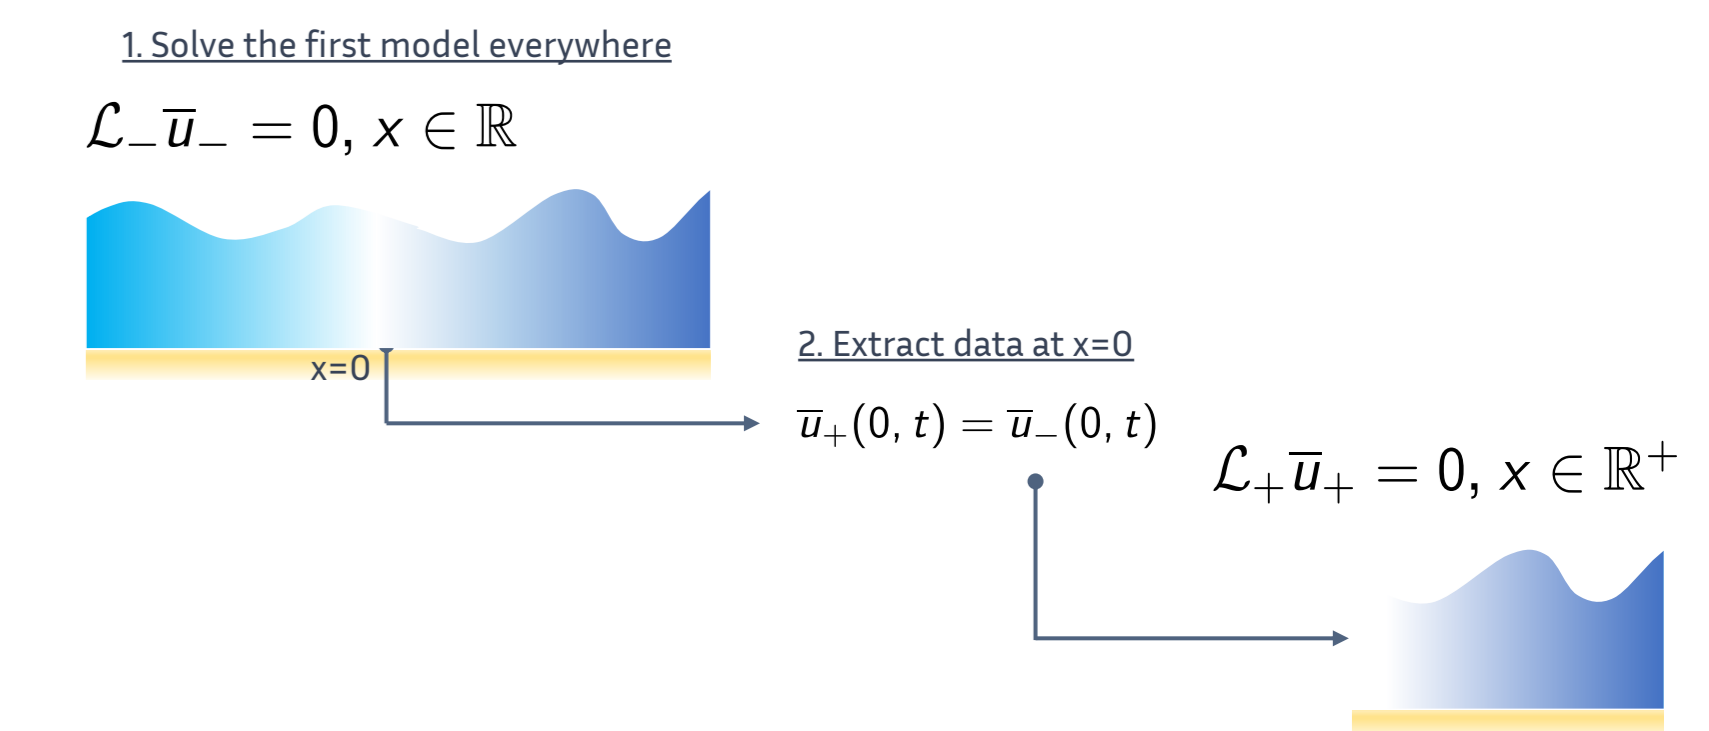 1. Solve the first model everywhere
ℒ₋u̅₋ = 0, x ∈ ℝ
x=0
2. Extract data at x=0
u̅₊(0, t) = u̅₋(0, t)
ℒ₊u̅₊ = 0, x ∈ ℝ⁺